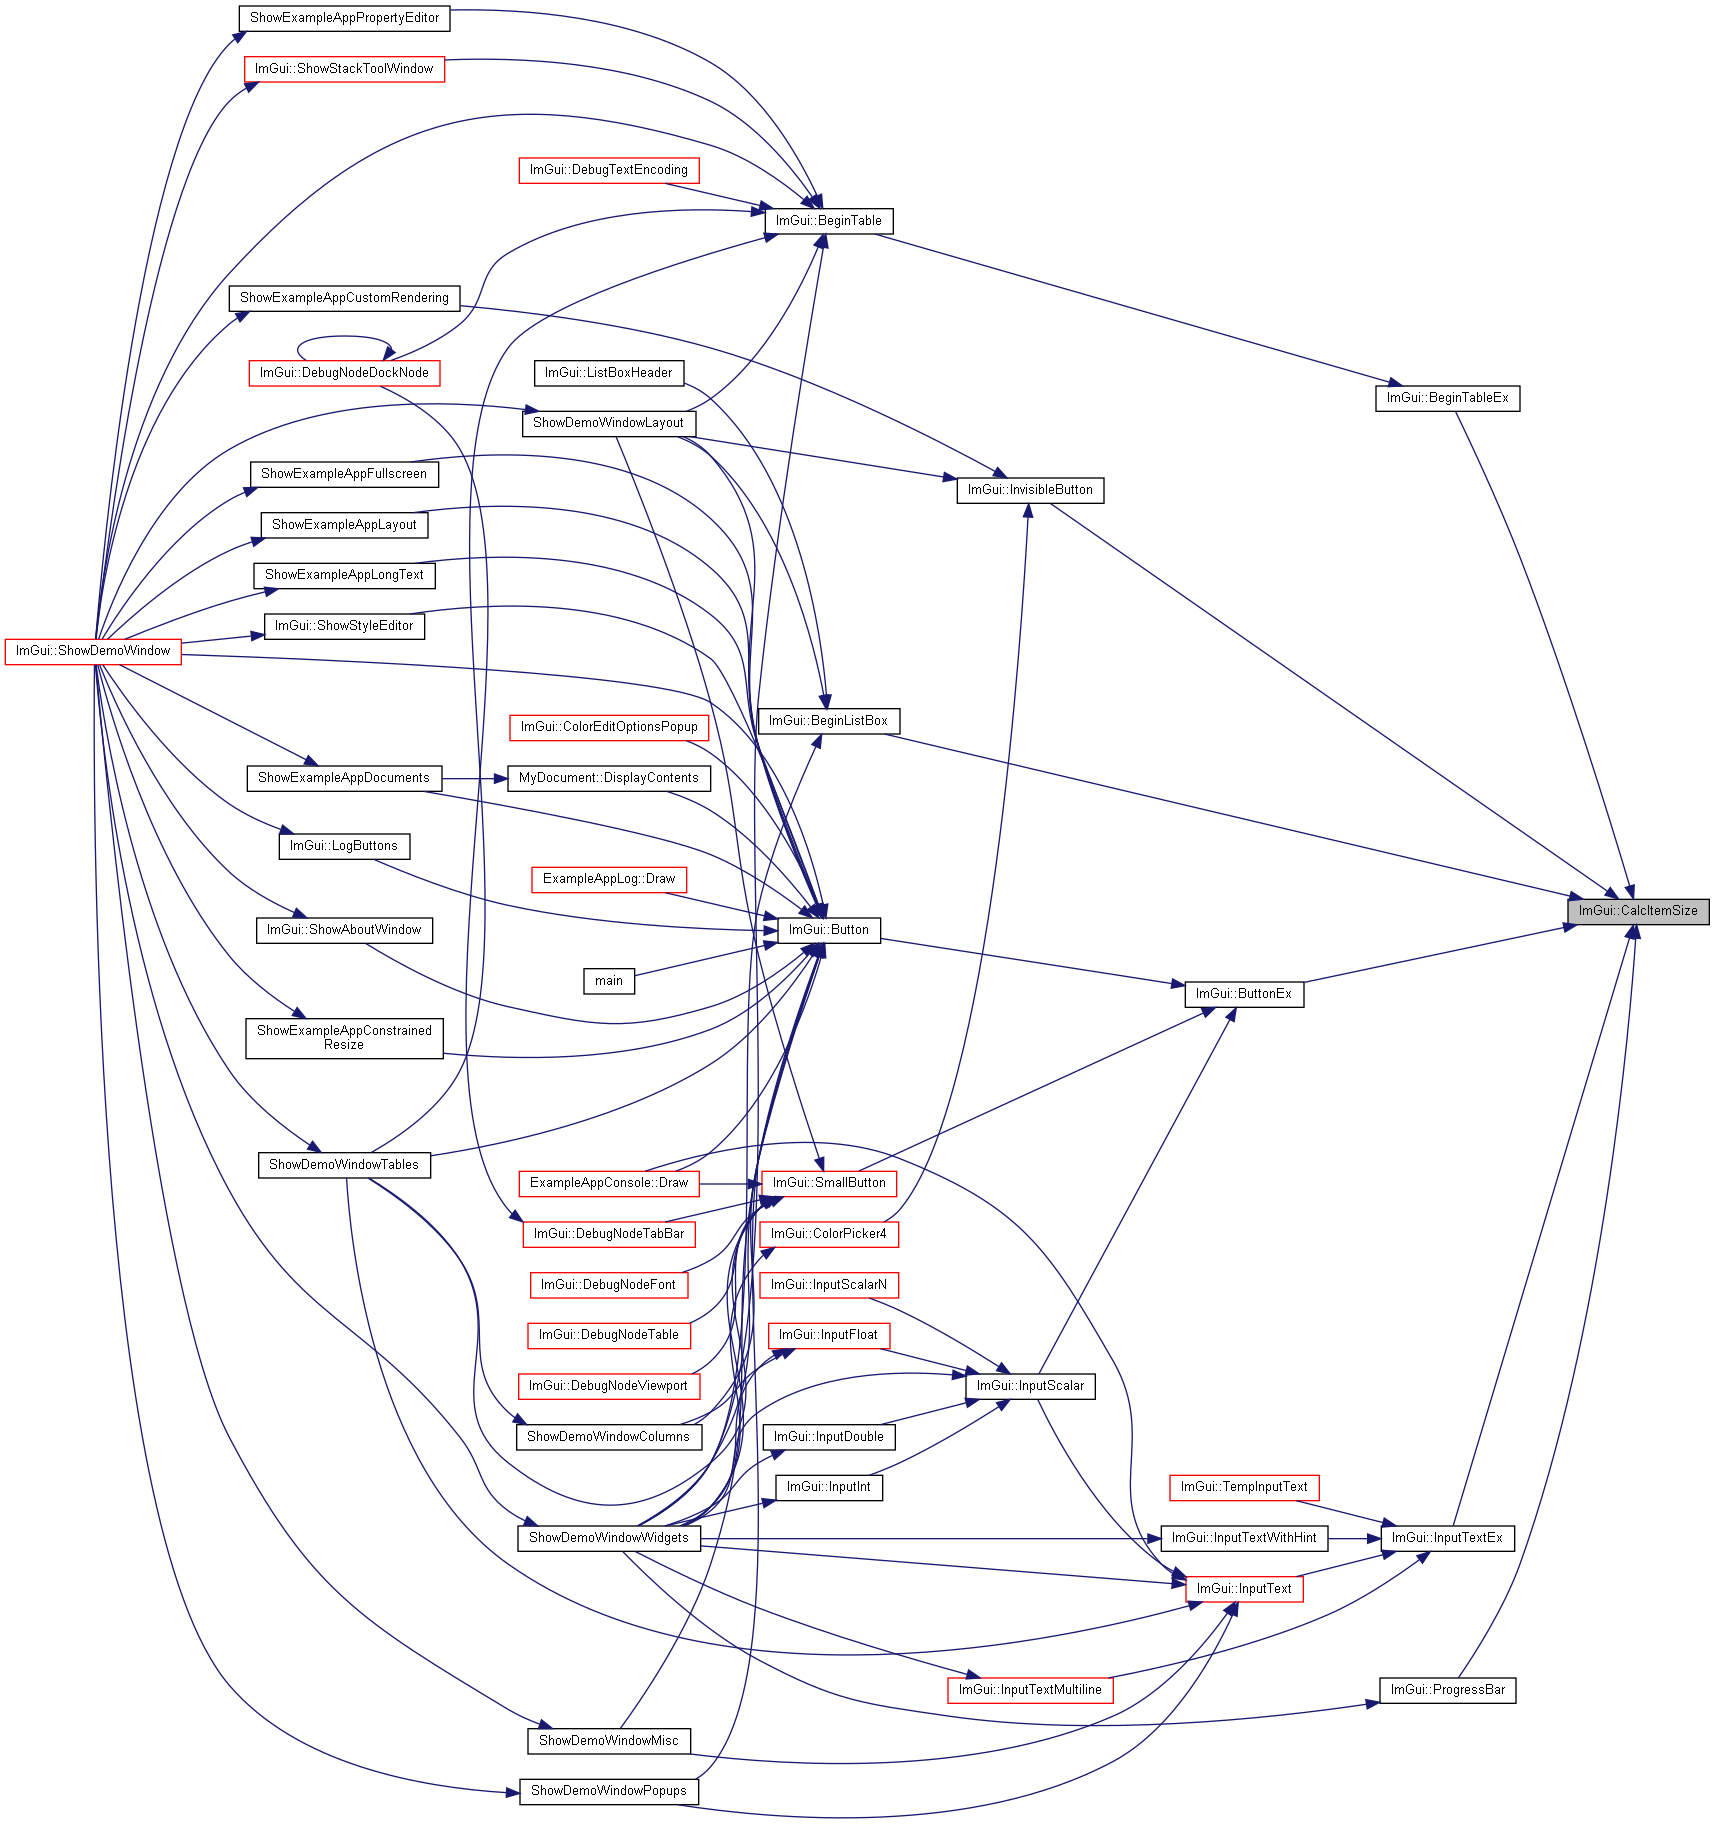 ShowExampleAppPropertyEditor
ImGui::ShowStackToolWindow
ImGui::DebugTextEncoding
ImGui::BeginTable
ShowExampleAppCustomRendering
ImGui::DebugNodeDockNode
ImGui::ListBoxHeader
ImGui::BeginTableEx
ShowDemoWindowLayout
ShowExampleAppFullscreen
ImGui::InvisibleButton
ShowExampleAppLayout
ShowExampleAppLongText
ImGui::ShowStyleEditor
ImGui::ShowDemoWindow
ImGui::ColorEditOptionsPopup
ImGui::BeginListBox
ShowExampleAppDocuments
MyDocument::DisplayContents
ImGui::LogButtons
ExampleAppLog::Draw
ImGui::CalcItemSize
ImGui::ShowAboutWindow
ImGui::Button
main
ImGui::ButtonEx
ShowExampleAppConstrained
Resize
ShowDemoWindowTables
ExampleAppConsole::Draw
ImGui::SmallButton
ImGui::DebugNodeTabBar
ImGui::ColorPicker4
ImGui::DebugNodeFont
ImGui::InputScalarN
ImGui::DebugNodeTable
ImGui::InputFloat
ImGui::DebugNodeViewport
ImGui::InputScalar
ShowDemoWindowColumns
ImGui::InputDouble
ImGui::InputInt
ImGui::TempInputText
ShowDemoWindowWidgets
ImGui::InputTextWithHint
ImGui::InputTextEx
ImGui::InputText
ImGui::InputTextMultiline
ImGui::ProgressBar
ShowDemoWindowMisc
ShowDemoWindowPopups